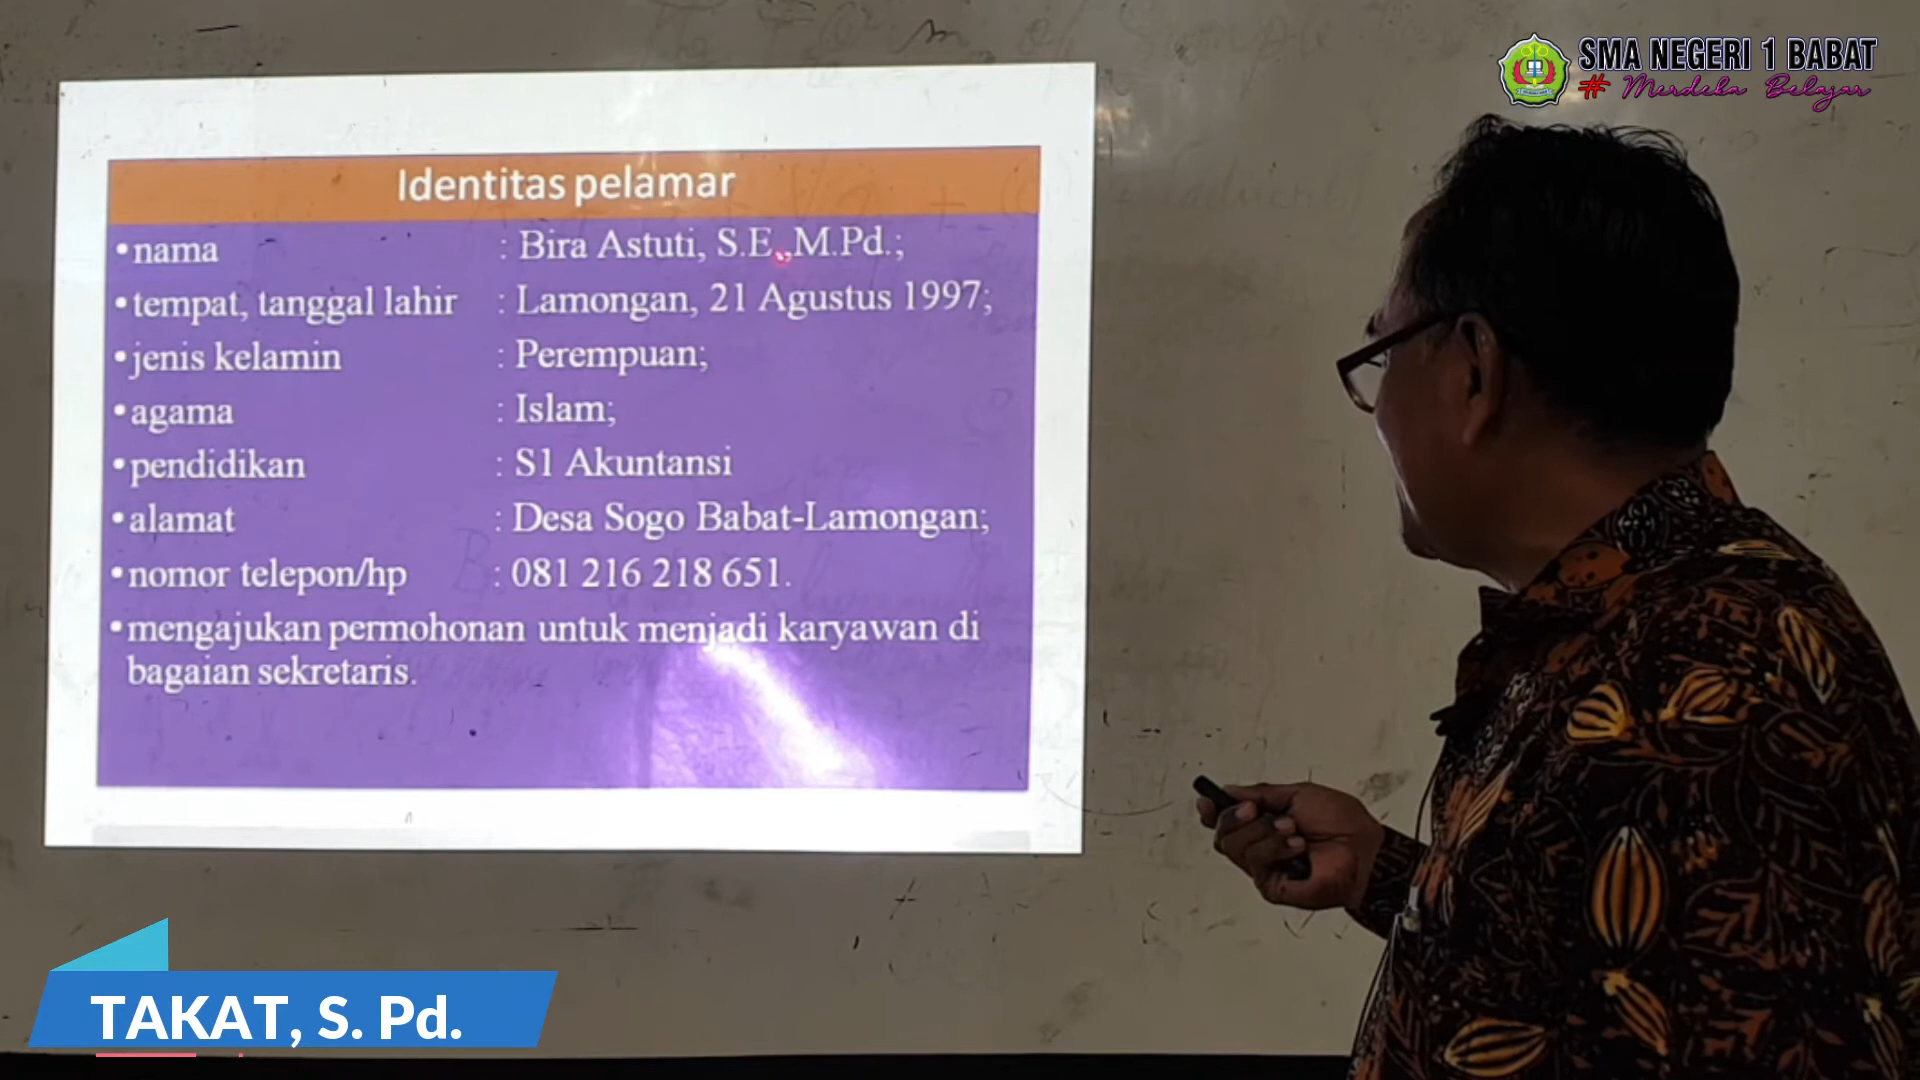 SMA NEGERI 1 BABAT
# Merdeka Belajar
Identitas pelamar
•nama : Bira Astuti, S.E.,M.Pd.;
•tempat, tanggal lahir : Lamongan, 21 Agustus 1997;
•jenis kelamin : Perempuan;
•agama : Islam;
•pendidikan : S1 Akuntansi
•alamat : Desa Sogo Babat-Lamongan;
•nomor telepon/hp : 081 216 218 651.
•mengajukan permohonan untuk menjadi karyawan di
bagaian sekretaris.
TAKAT, S. Pd.